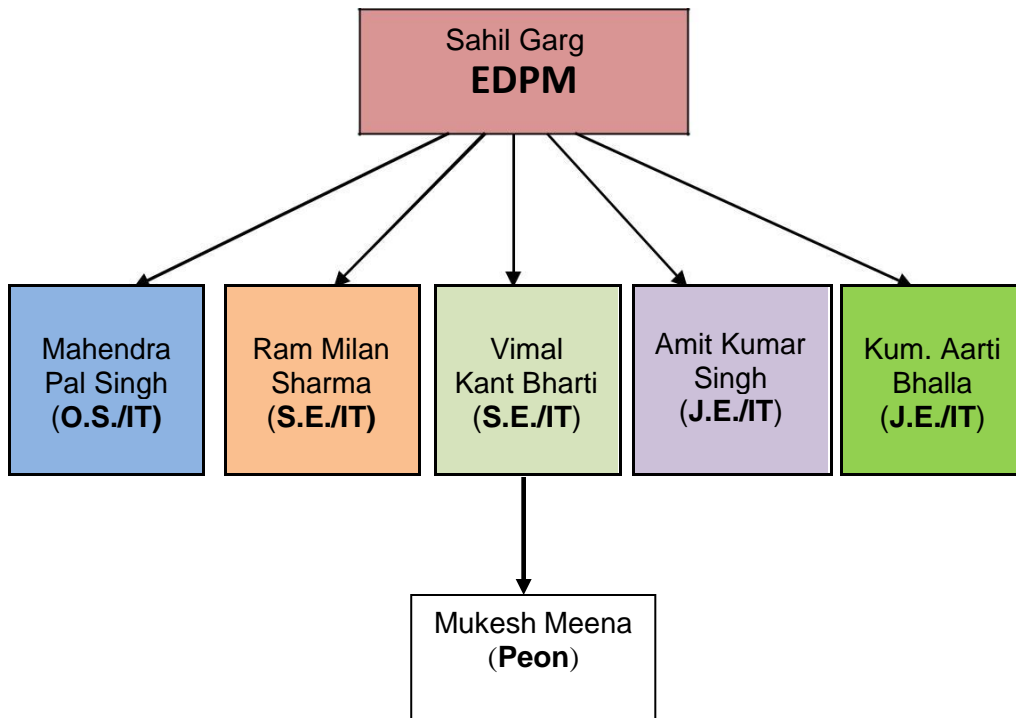 Sahil Garg
EDPM
Mahendra
Pal Singh
(O.S./IT)
Ram Milan
Sharma
(S.E./IT)
Vimal
Kant Bharti
(S.E./IT)
Amit Kumar
Singh
(J.E./IT)
Kum. Aarti
Bhalla
(J.E./IT)
Mukesh Meena
(Peon)